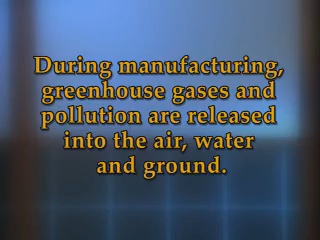 During manufacturing,
greenhouse gases and
pollution are released
into the air, water
and ground.